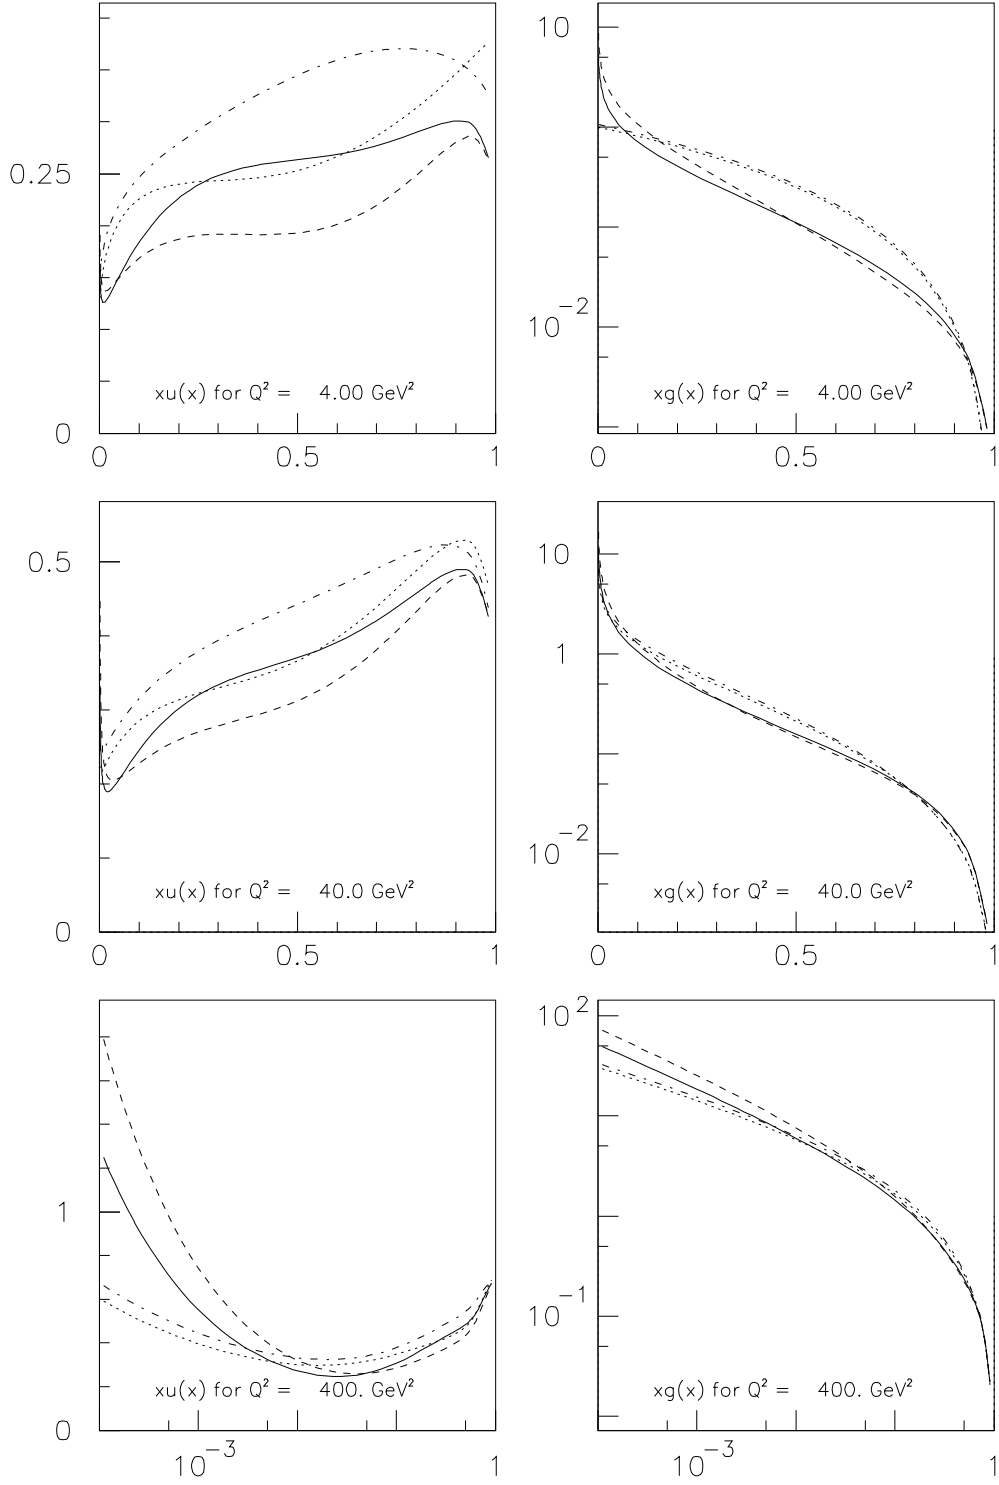 10
0.25
10-2
xu(x) for Q2 = 4.00 GeV2
xg(x) for Q2 = 4.00 GeV2
0
0 0.5 1
0 0.5 1
0.5
10
1
10-2
xu(x) for Q2 = 40.0 GeV2
xg(x) for Q2 = 40.0 GeV2
0
0 0.5 1
0 0.5 1
10 2
1
10-1
xu(x) for Q2 = 400. GeV2
xg(x) for Q2 = 400. GeV2
0
10-3 1
10-3 1